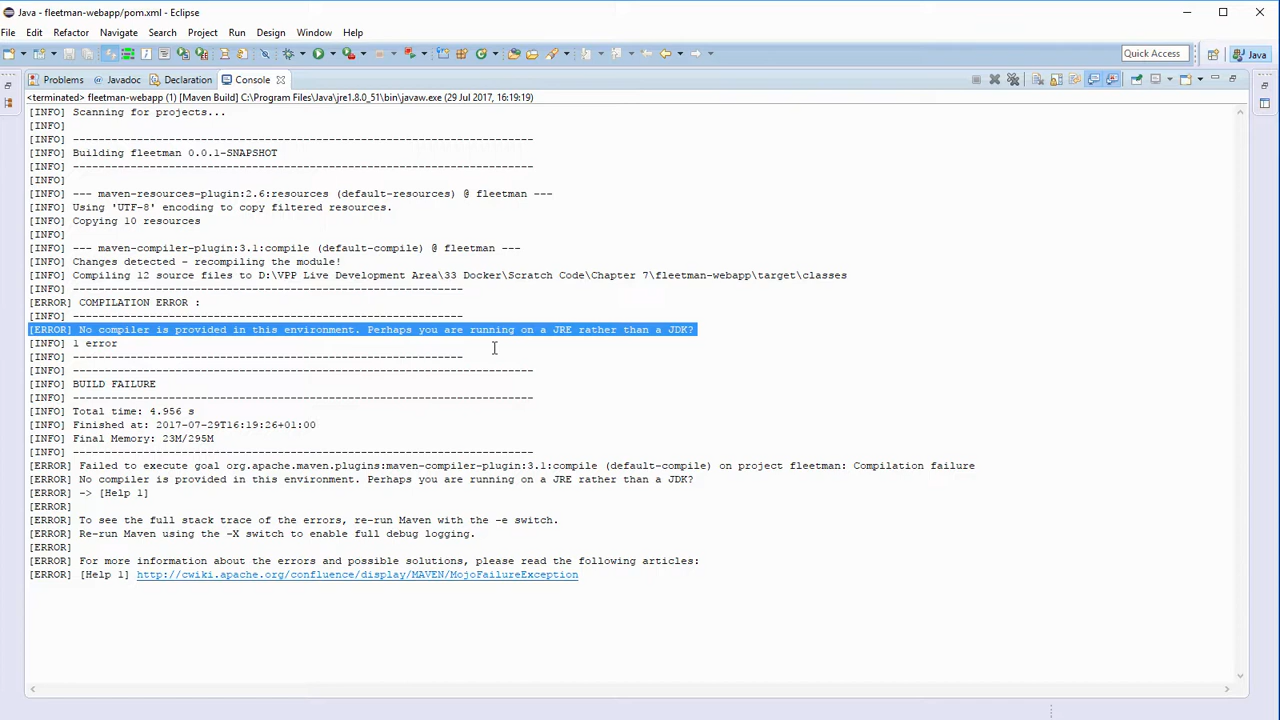 Java - fleetman-webapp/pom.xml - Eclipse
File Edit Refactor Navigate Search Project Run Design Window Help
Quick Access
Java
Problems Javadoc Declaration Console
<terminated> fleetman-webapp (1) [Maven Build] C:\Program Files\Java\jre1.8.0_51\bin\javaw.exe (29 Jul 2017, 16:19:19)
[INFO] Scanning for projects...
[INFO]
[INFO] ------------------------------------------------------------------------
[INFO] Building fleetman 0.0.1-SNAPSHOT
[INFO] ------------------------------------------------------------------------
[INFO]
[INFO] --- maven-resources-plugin:2.6:resources (default-resources) @ fleetman ---
[INFO] Using 'UTF-8' encoding to copy filtered resources.
[INFO] Copying 10 resources
[INFO]
[INFO] --- maven-compiler-plugin:3.1:compile (default-compile) @ fleetman ---
[INFO] Changes detected - recompiling the module!
[INFO] Compiling 12 source files to D:\VPP Live Development Area\33 Docker\Scratch Code\Chapter 7\fleetman-webapp\target\classes
[INFO] -------------------------------------------------------------
[ERROR] COMPILATION ERROR :
[INFO] -------------------------------------------------------------
[ERROR] No compiler is provided in this environment. Perhaps you are running on a JRE rather than a JDK?
[INFO] 1 error
[INFO] -------------------------------------------------------------
[INFO] ------------------------------------------------------------------------
[INFO] BUILD FAILURE
[INFO] ------------------------------------------------------------------------
[INFO] Total time: 4.956 s
[INFO] Finished at: 2017-07-29T16:19:26+01:00
[INFO] Final Memory: 23M/295M
[INFO] ------------------------------------------------------------------------
[ERROR] Failed to execute goal org.apache.maven.plugins:maven-compiler-plugin:3.1:compile (default-compile) on project fleetman: Compilation failure
[ERROR] No compiler is provided in this environment. Perhaps you are running on a JRE rather than a JDK?
[ERROR] -> [Help 1]
[ERROR]
[ERROR] To see the full stack trace of the errors, re-run Maven with the -e switch.
[ERROR] Re-run Maven using the -X switch to enable full debug logging.
[ERROR]
[ERROR] For more information about the errors and possible solutions, please read the following articles:
[ERROR] [Help 1] http://cwiki.apache.org/confluence/display/MAVEN/MojoFailureException